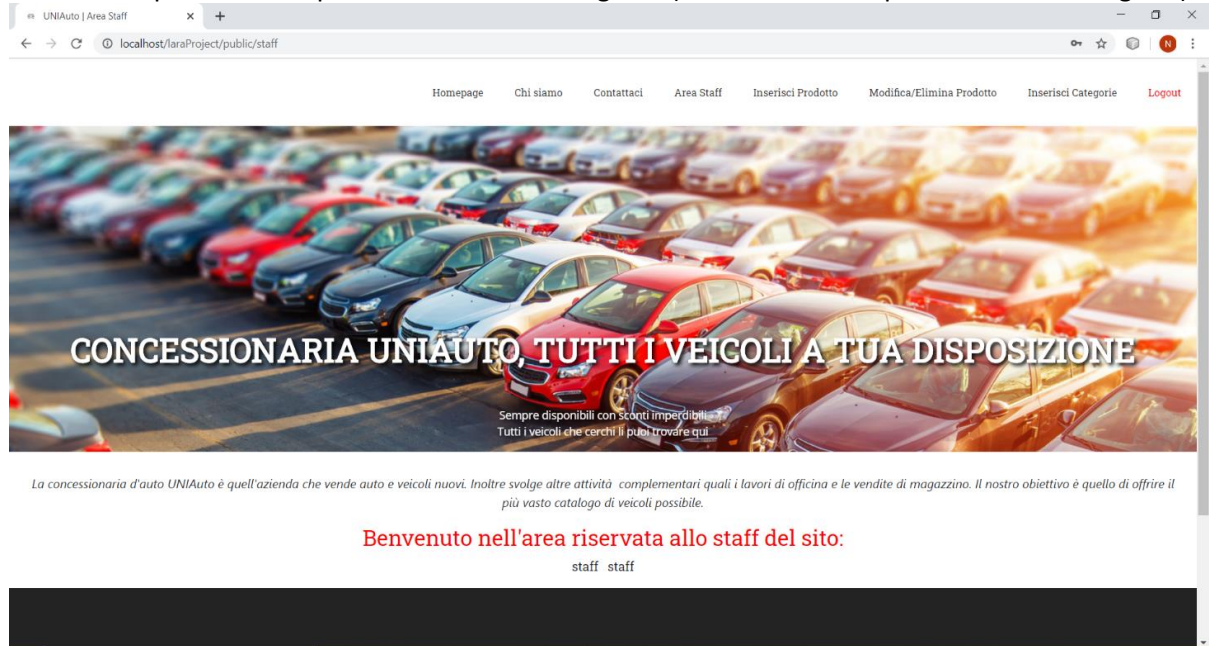 UNIAuto | Area Staff
localhost/laraProject/public/staff
N
Homepage Chi siamo Contattaci Area Staff Inserisci Prodotto Modifica/Elimina Prodotto Inserisci Categorie Logout
CONCESSIONARIA UNIAUTO, TUTTI I VEICOLI A TUA DISPOSIZIONE
Sempre disponibili con sconti imperdibili -
Tutti i veicoli che cerchi li puoi trovare qui
La concessionaria d'auto UNIAuto è quell'azienda che vende auto e veicoli nuovi. Inoltre svolge altre attività complementari quali i lavori di officina e le vendite di magazzino. Il nostro obiettivo è quello di offrire il
più vasto catalogo di veicoli possibile.
Benvenuto nell'area riservata allo staff del sito:
staff staff